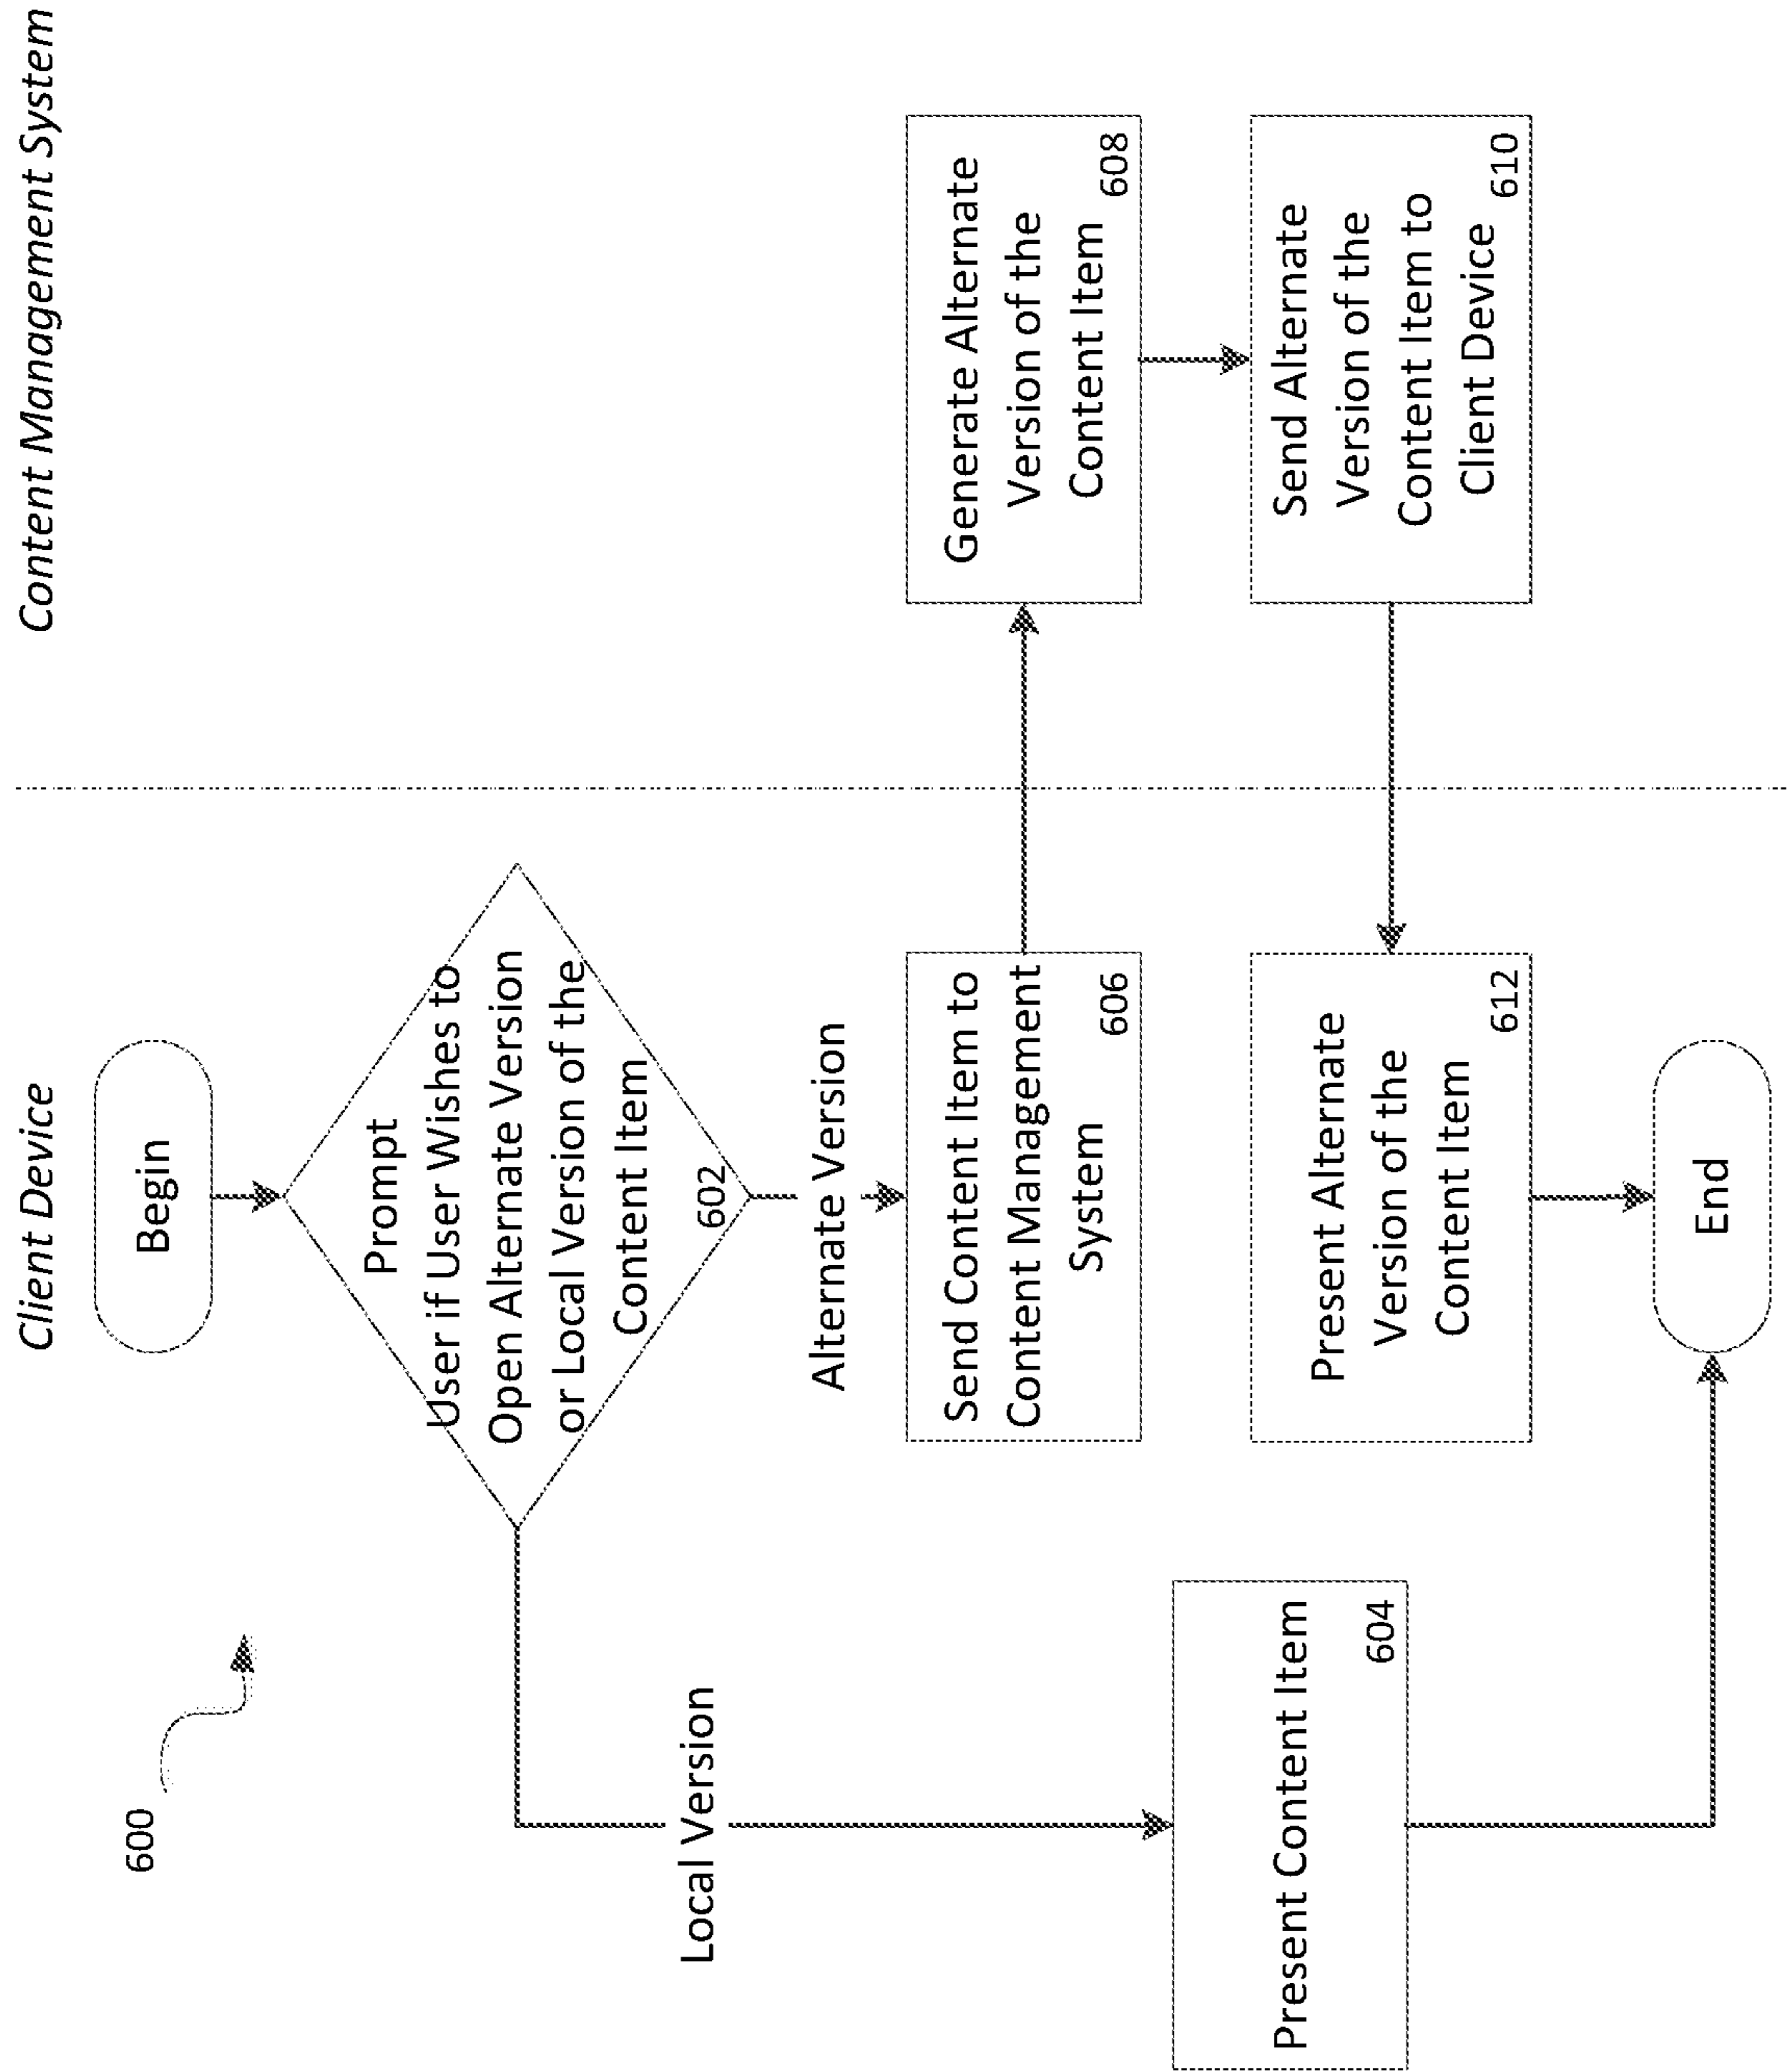 Client Device
Content Management System
600
Begin
Prompt
User if User Wishes to
Open Alternate Version
or Local Version of the
Content Item
602
Local Version
Alternate Version
Send Content Item to
Content Management
System
606
Generate Alternate
Version of the
Content Item
608
Present Content Item
604
Present Alternate
Version of the
Content Item
612
Send Alternate
Version of the
Content Item to
Client Device
610
End